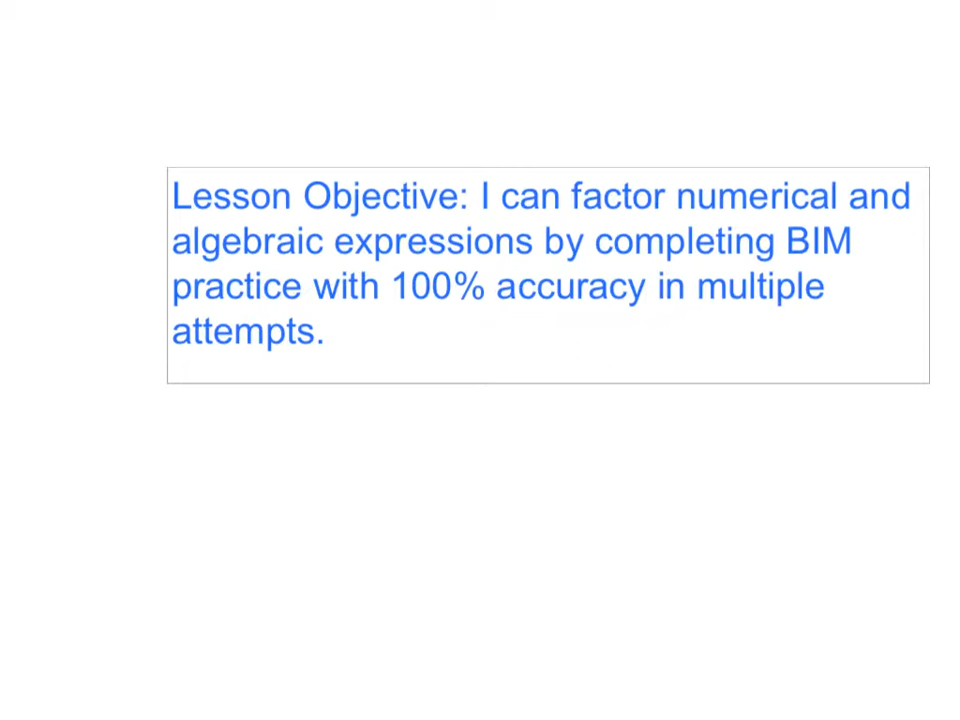 Lesson Objective: I can factor numerical and
algebraic expressions by completing BIM
practice with 100% accuracy in multiple
attempts.